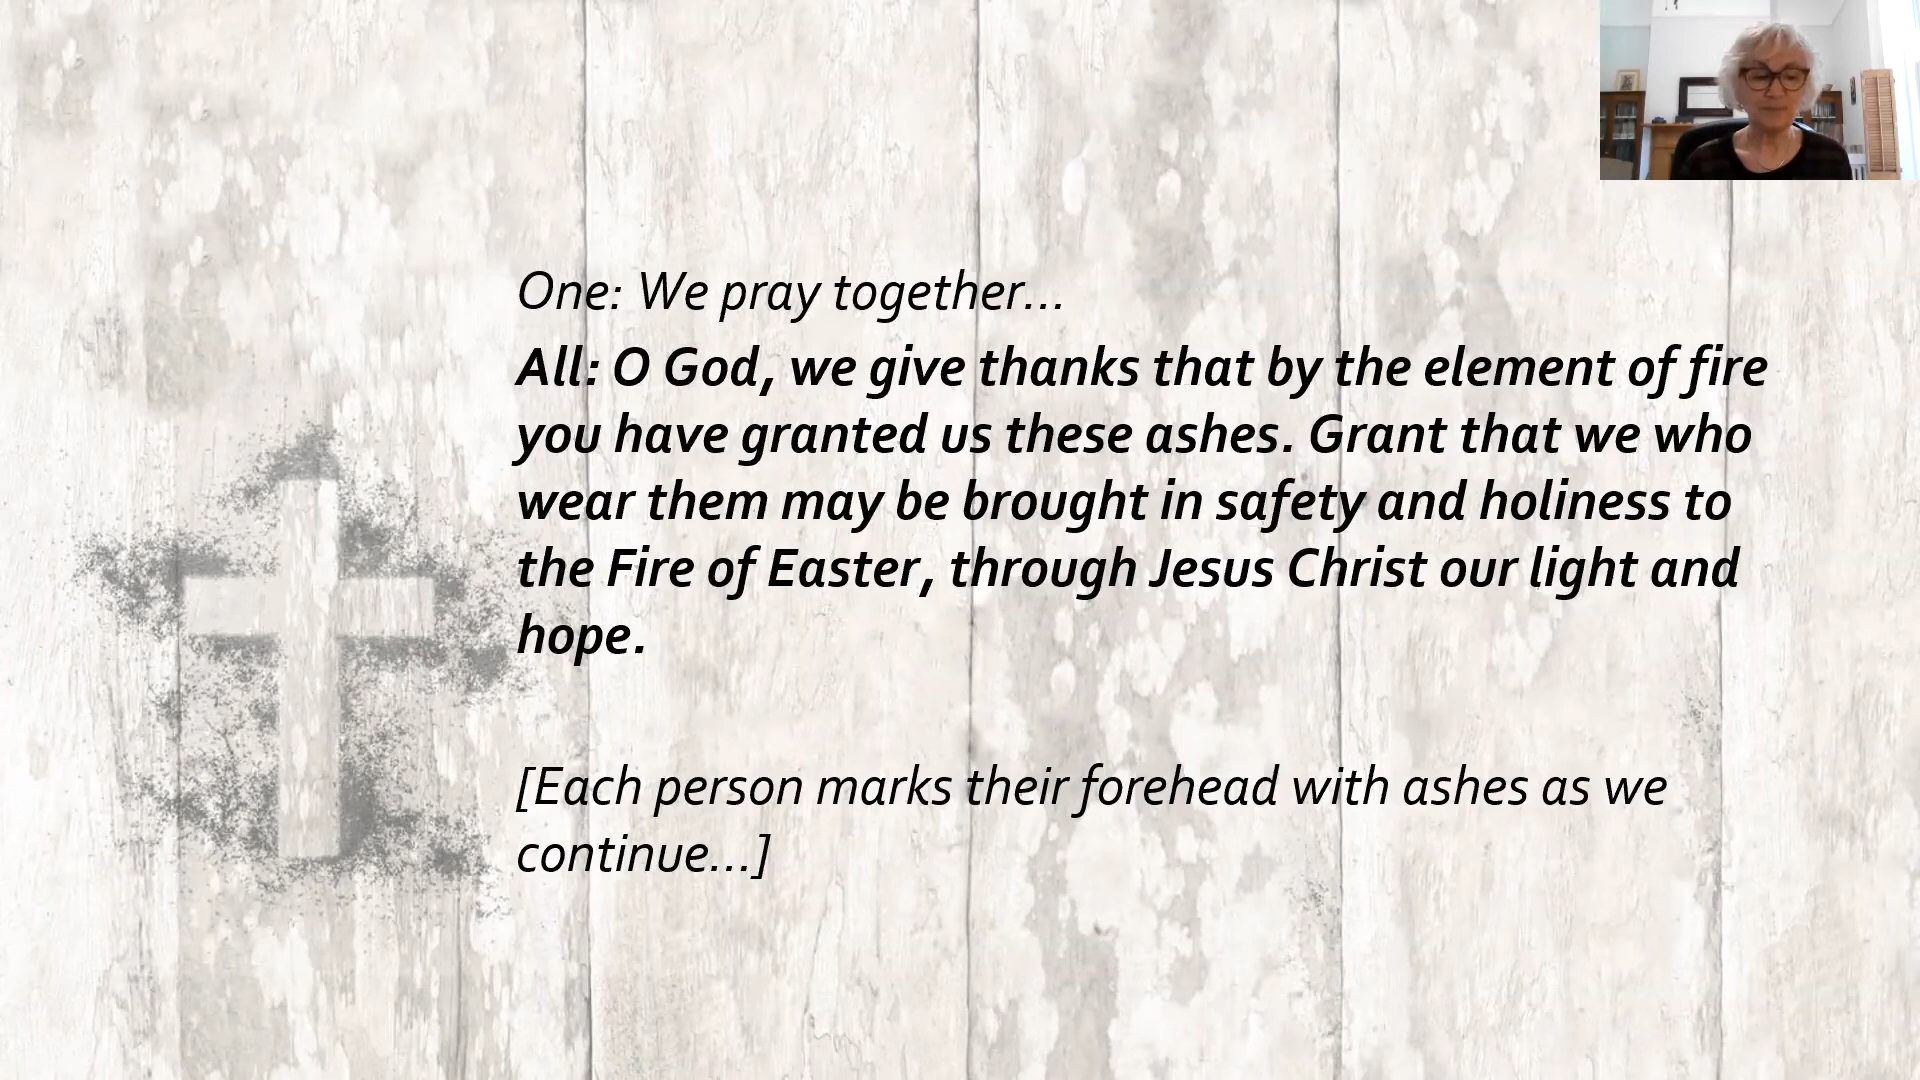 One: We pray together...
All: O God, we give thanks that by the element of fire
you have granted us these ashes. Grant that we who
wear them may be brought in safety and holiness to
the Fire of Easter, through Jesus Christ our light and
hope.
[Each person marks their forehead with ashes as we
continue...]